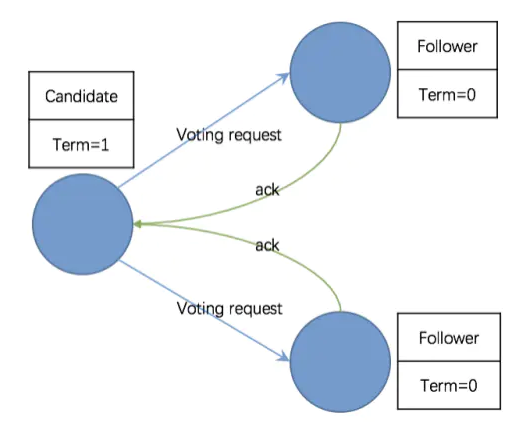 Follower
Term=0
Candidate
Term=1
Voting request
ack
ack
Voting request
Follower
Term=0